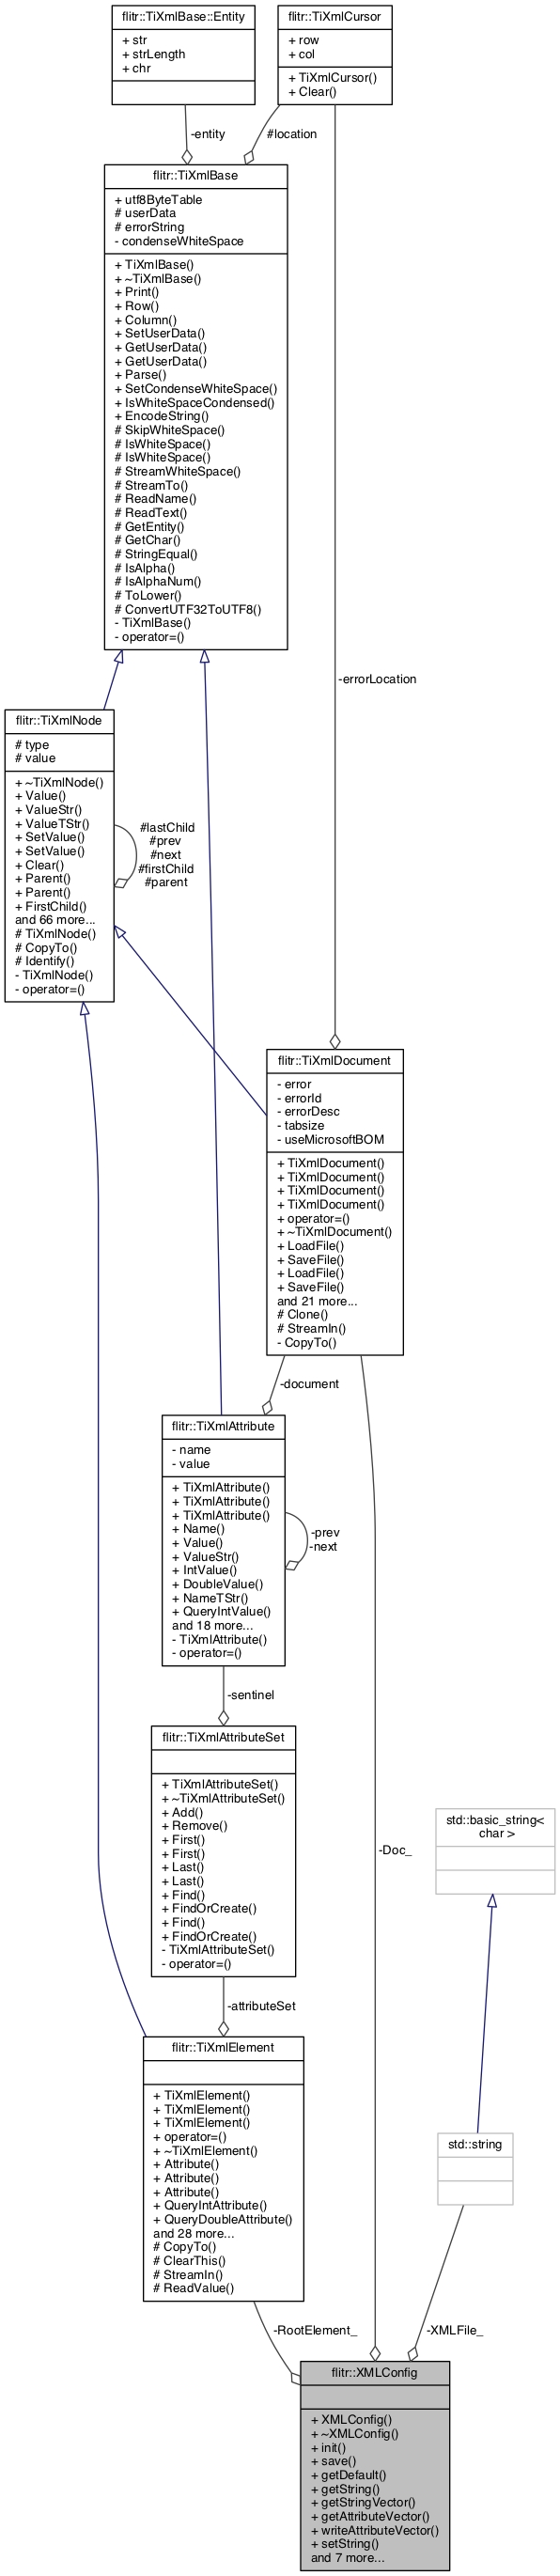 flitr::TiXmlBase::Entity
+ str
+ strLength
+ chr
flitr::TiXmlCursor
+ row
+ col
+ TiXmlCursor()
+ Clear()
-entity
#location
flitr::TiXmlBase
+ utf8ByteTable
# userData
# errorString
- condenseWhiteSpace
+ TiXmlBase()
+ ~TiXmlBase()
+ Print()
+ Row()
+ Column()
+ SetUserData()
+ GetUserData()
+ GetUserData()
+ Parse()
+ SetCondenseWhiteSpace()
+ IsWhiteSpaceCondensed()
+ EncodeString()
# SkipWhiteSpace()
# IsWhiteSpace()
# IsWhiteSpace()
# StreamWhiteSpace()
# StreamTo()
# ReadName()
# ReadText()
# GetEntity()
# GetChar()
# StringEqual()
# IsAlpha()
# IsAlphaNum()
# ToLower()
# ConvertUTF32ToUTF8()
- TiXmlBase()
- operator=()
-errorLocation
flitr::TiXmlNode
# type
# value
+ ~TiXmlNode()
+ Value()
+ ValueStr()
+ ValueTStr()
+ SetValue()
+ SetValue()
+ Clear()
+ Parent()
+ Parent()
+ FirstChild()
and 66 more...
# TiXmlNode()
# CopyTo()
# Identify()
- TiXmlNode()
- operator=()
#lastChild
#prev
#next
#firstChild
#parent
flitr::TiXmlDocument
- error
- errorId
- errorDesc
- tabsize
- useMicrosoftBOM
+ TiXmlDocument()
+ TiXmlDocument()
+ TiXmlDocument()
+ TiXmlDocument()
+ operator=()
+ ~TiXmlDocument()
+ LoadFile()
+ SaveFile()
+ LoadFile()
+ SaveFile()
and 21 more...
# Clone()
# StreamIn()
- CopyTo()
-document
flitr::TiXmlAttribute
- name
- value
+ TiXmlAttribute()
+ TiXmlAttribute()
+ TiXmlAttribute()
+ Name()
+ Value()
+ ValueStr()
+ IntValue()
+ DoubleValue()
+ NameTStr()
+ QueryIntValue()
and 18 more...
- TiXmlAttribute()
- operator=()
-prev
-next
-sentinel
flitr::TiXmlAttributeSet
+ TiXmlAttributeSet()
+ ~TiXmlAttributeSet()
+ Add()
+ Remove()
+ First()
+ First()
+ Last()
+ Last()
+ Find()
+ FindOrCreate()
+ Find()
+ FindOrCreate()
- TiXmlAttributeSet()
- operator=()
-Doc_
std::basic_string<
char >
-attributeSet
flitr::TiXmlElement
+ TiXmlElement()
+ TiXmlElement()
+ TiXmlElement()
+ operator=()
+ ~TiXmlElement()
+ Attribute()
+ Attribute()
+ Attribute()
+ QueryIntAttribute()
+ QueryDoubleAttribute()
and 28 more...
# CopyTo()
# ClearThis()
# StreamIn()
# ReadValue()
std::string
-RootElement_
-XMLFile_
flitr::XMLConfig
+ XMLConfig()
+ ~XMLConfig()
+ init()
+ save()
+ getDefault()
+ getString()
+ getStringVector()
+ getAttributeVector()
+ writeAttributeVector()
+ setString()
and 7 more...